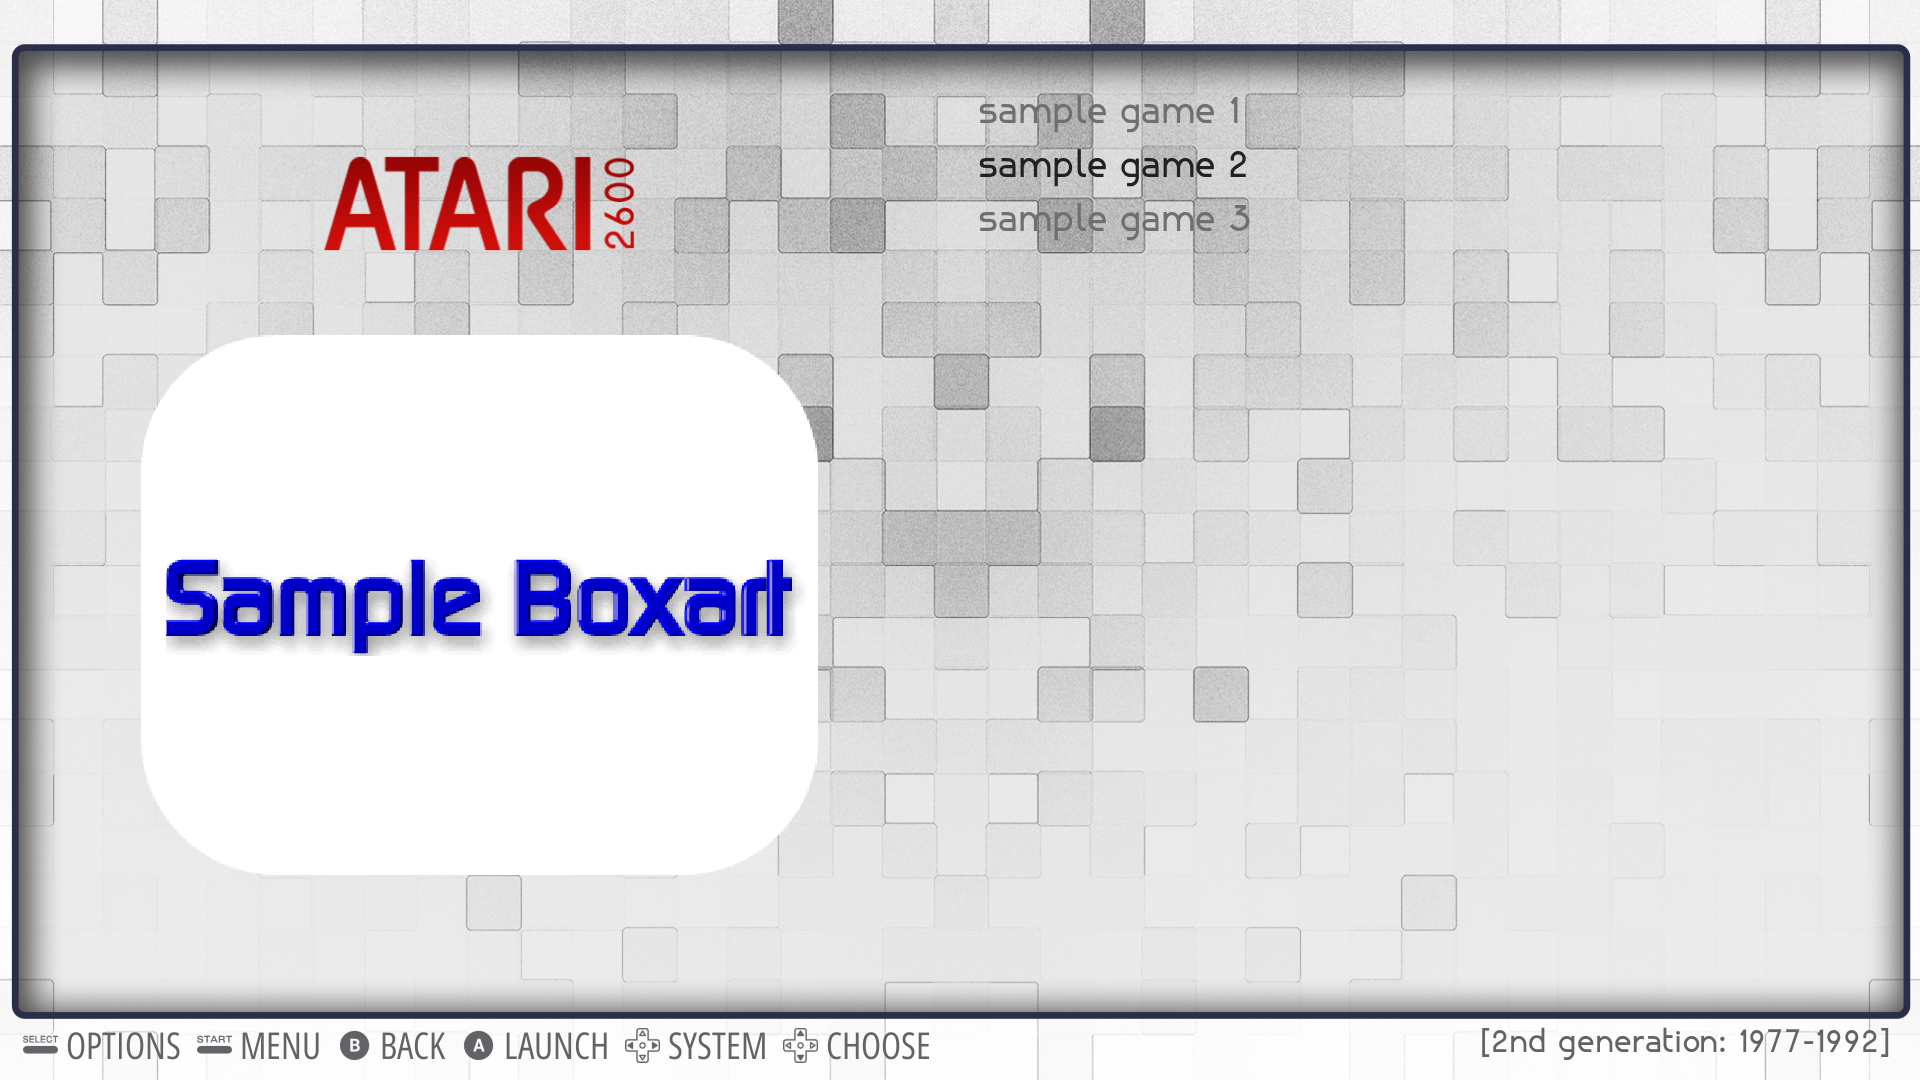 sample game 1
sample game 2
sample game 3
ATARI 2600
Sample Boxart
SELECT OPTIONS START MENU B BACK A LAUNCH SYSTEM CHOOSE
[2nd generation: 1977-1992]